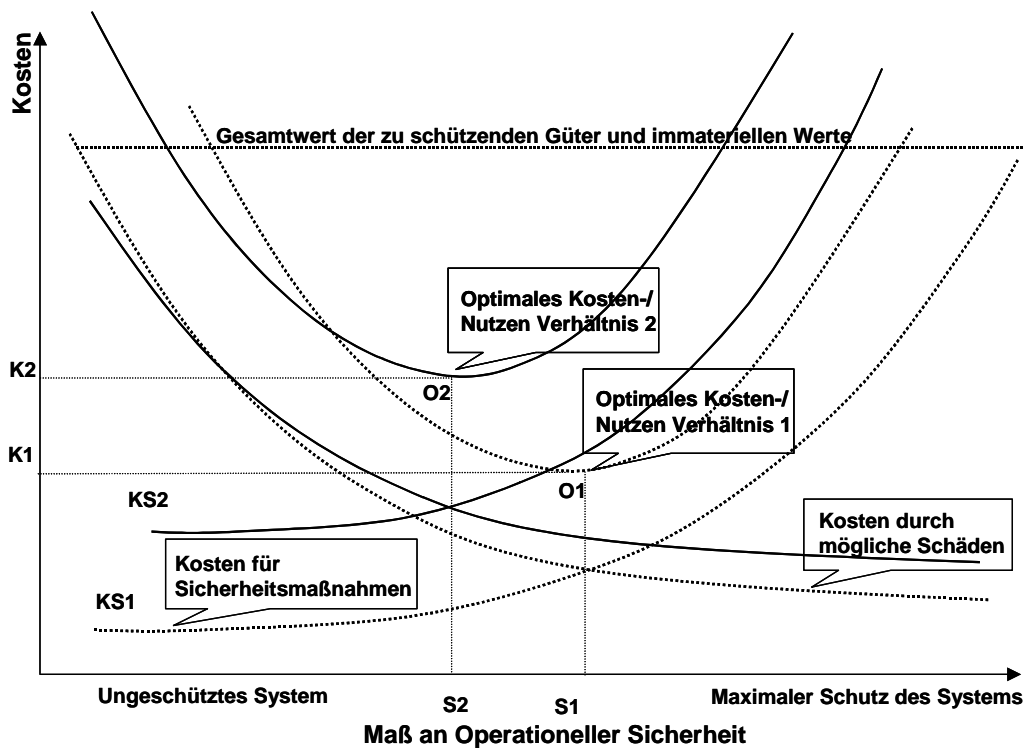 Kosten
Gesamtwert der zu schützenden Güter und immateriellen Werte
Optimales Kosten-/
Nutzen Verhältnis 2
K2
O2
Optimales Kosten-/
Nutzen Verhältnis 1
K1
O1
KS2
Kosten durch
mögliche Schäden
Kosten für
Sicherheitsmaßnahmen
KS1
Ungeschütztes System
S2
S1
Maximaler Schutz des Systems
Maß an Operationeller Sicherheit